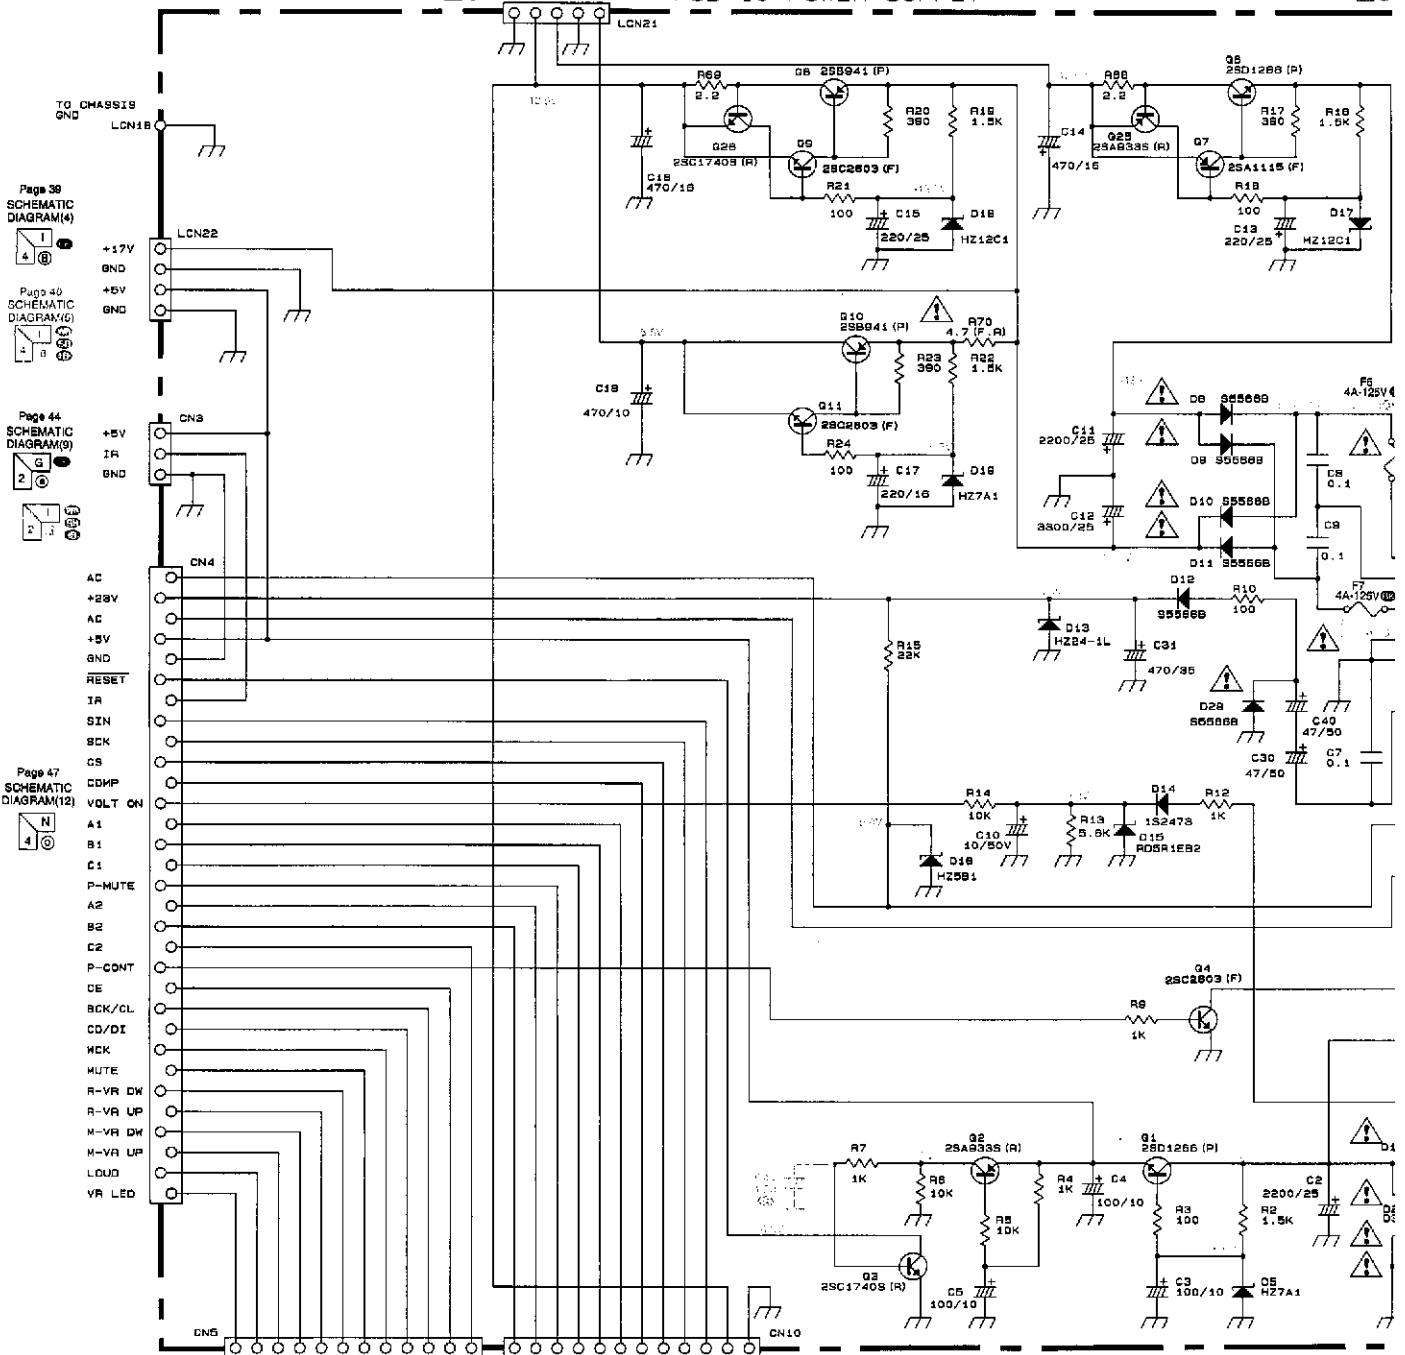 LCN21
TO CHASSIS
GND
LCN18
Page 39
SCHEMATIC
DIAGRAM(4)
I
4
B
LCN22
+17V
GND
+5V
GND
Page 40
SCHEMATIC
I
4
Page 44
SCHEMATIC
DIAGRAM(9)
G
2
CN3
+5V
IR
GND
I
2
CN4
AC
+23V
AC
+5V
GND
RESET
IR
SIN
SCK
CS
COMP
VOLT ON
A1
B1
C1
P-MUTE
A2
B2
C2
P-CONT
CE
BCK/CL
CD/DI
WCK
MUTE
R-VR DW
R-VR UP
M-VR DW
M-VR UP
LOUD
VR LED
Page 47
SCHEMATIC
DIAGRAM(12)
N
4
CN5
CN10
R69
2.2
Q8 2SB941 (P)
Q26
2SC1740S (R)
Q9
2SC2603 (F)
R20
390
R19
1.5K
C18
470/16
R21
100
C15
220/25
D18
HZ12C1
R68
2.2
Q6
2SD1266 (P)
C14
470/16
Q25
2SA933S (R)
Q7
2SA1115 (F)
R17
390
R16
1.5K
R18
100
C13
220/25
D17
HZ12C1
Q10
2SB941 (P)
R70
4.7 (F.R)
R23
390
R22
1.5K
C19
470/10
Q11
2SC2603 (F)
R24
100
C17
220/16
D19
HZ7A1
D8 S5566B
D9 S5566B
D10 S5566B
D11 S5566B
C11
2200/25
C12
3300/25
C8
0.1
C9
0.1
F6
4A-125V
F7
4A-125V
D12
S5566B
R10
100
D13
HZ24-1L
C31
470/35
R15
22K
D29
S5566B
C40
47/50
C30
47/50
C7
0.1
R14
10K
C10
10/50V
R13
5.6K
D14
1S2473
D15
RD5R1EB2
R12
1K
D16
HZ5B1
Q4
2SC2603 (F)
R9
1K
R7
1K
R6
10K
Q2
2SA933S (R)
R5
10K
R4
1K
C4
100/10
Q1
2SD1266 (P)
R3
100
R2
1.5K
C2
2200/25
Q3
2SC1740S (R)
C5
100/10
C3
100/10
D5
HZ7A1